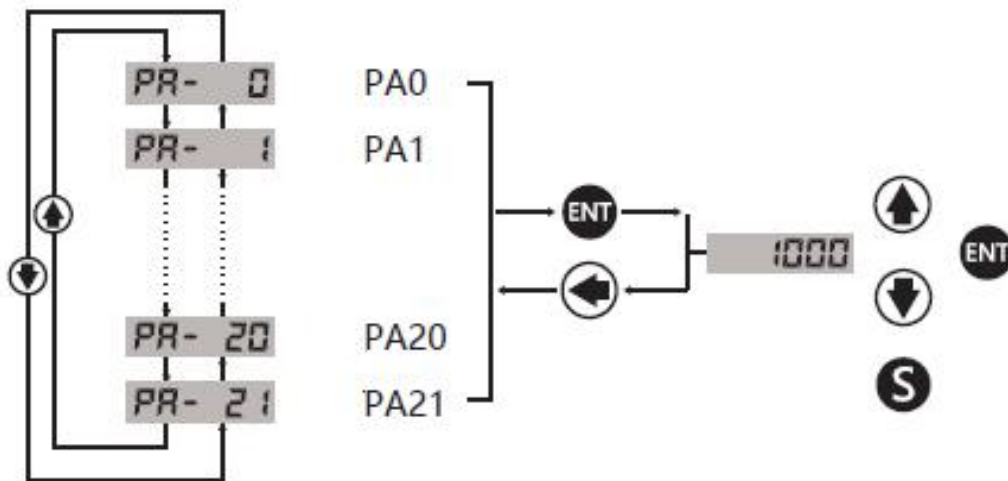 PA- 0 PA0
PA- 1 PA1
ENT
1000
ENT
PA- 20 PA20
PA- 21 PA21
S